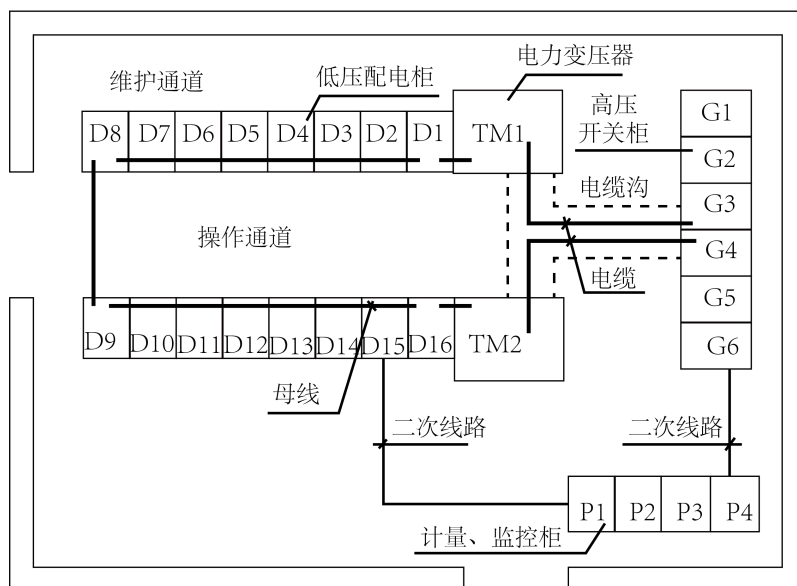 电力变压器
维护通道
低压配电柜
高压
开关柜
G1
D8 D7 D6 D5 D4 D3 D2 D1 TM1
G2
电缆沟
G3
操作通道
G4
电缆
G5
D9 D10 D11 D12 D13 D14 D15 D16 TM2
G6
母线
二次线路
二次线路
P1 P2 P3 P4
计量、监控柜